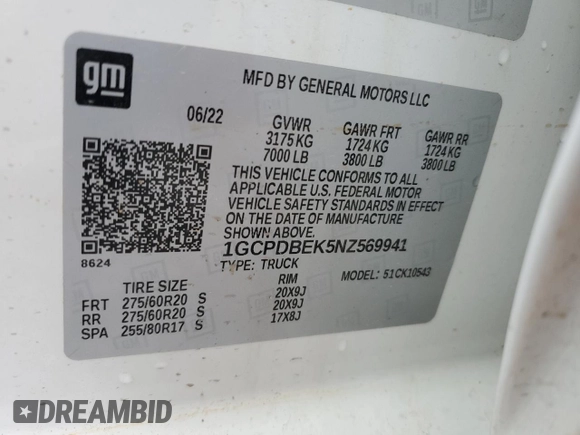 gm
MFD BY GENERAL MOTORS LLC
06/22
GVWR GAWR FRT GAWR RR
3175 KG 1724 KG 1724 KG
7000 LB 3800 LB 3800 LB
THIS VEHICLE CONFORMS TO ALL
APPLICABLE U.S. FEDERAL MOTOR
VEHICLE SAFETY STANDARDS IN EFFECT
ON THE DATE OF MANUFACTURE
SHOWN ABOVE.
8624
1GCPDBEK5NZ569941
TYPE: TRUCK MODEL: 51CK10543
TIRE SIZE RIM
FRT 275/60R20 S 20X9J
RR 275/60R20 S 20X9J
SPA 255/80R17 S 17X8J
DREAMBID